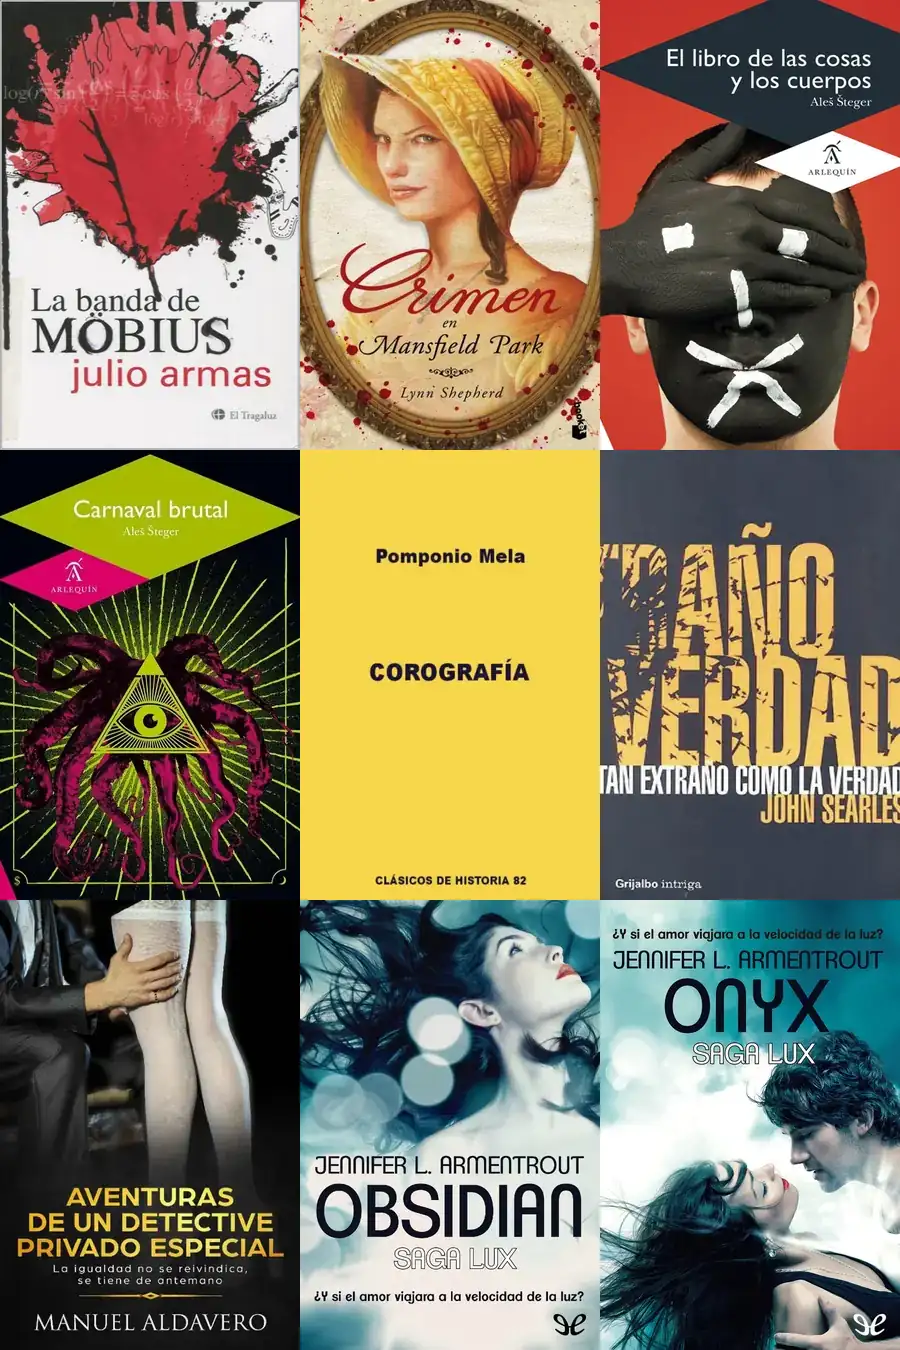 La banda de
MÖBIUS
julio armas
El Tragaluz
Crimen
en
Mansfield Park
Lynn Shepherd
booket
El libro de las cosas
y los cuerpos
Aleš Šteger
ARLEQUÍN
Carnaval brutal
Aleš Šteger
ARLEQUÍN
$
Pomponio Mela
COROGRAFÍA
CLÁSICOS DE HISTORIA 82
TRAÑO
VERDAD
TAN EXTRAÑO COMO LA VERDAD
JOHN SEARLES
Grijalbo intriga
AVENTURAS
DE UN DETECTIVE
PRIVADO ESPECIAL
La igualdad no se reivindica,
se tiene de antemano
MANUEL ALDAVERO
JENNIFER L. ARMENTROUT
OBSIDIAN
SAGA LUX
¿Y si el amor viajara a la velocidad de la luz?
¿Y si el amor viajara a la velocidad de la luz?
JENNIFER L. ARMENTROUT
ONYX
SAGA LUX